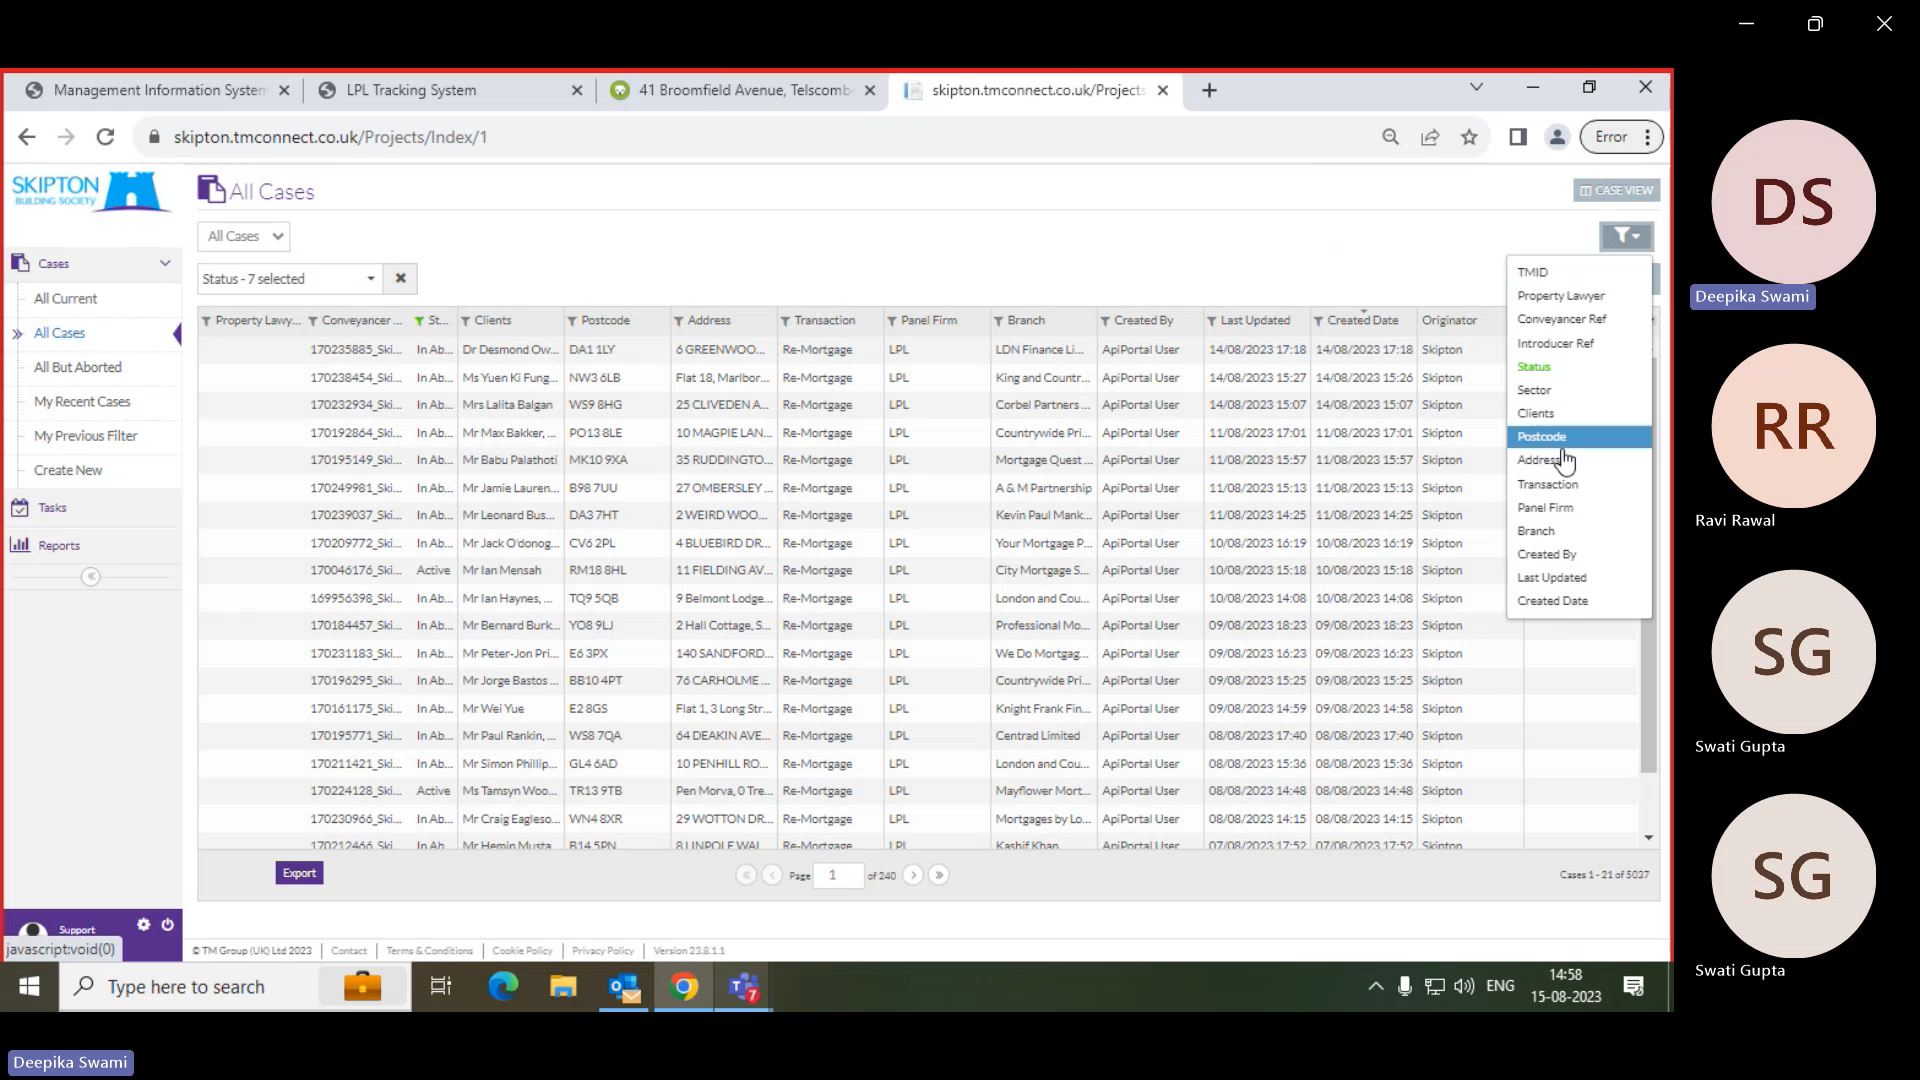 Management Information System
LPL Tracking System
41 Broomfield Avenue, Telscomb
skipton.tmconnect.co.uk/Projects
skipton.tmconnect.co.uk/Projects/Index/1
Error
SKIPTON
BUILDING SOCIETY
All Cases
CASE VIEW
All Cases
Status - 7 selected
Cases
All Current
All Cases
All But Aborted
My Recent Cases
My Previous Filter
Create New
Tasks
Reports
TMID
Property Lawyer
Conveyancer Ref
Introducer Ref
Status
Sector
Clients
Postcode
Address
Transaction
Panel Firm
Branch
Created By
Last Updated
Created Date
Property Lawy... Conveyancer ... St... Clients Postcode Address Transaction Panel Firm Branch Created By Last Updated Created Date Originator
170235885_Ski... In Ab... Dr Desmond Ow... DA1 1LY 6 GREENWOO... Re-Mortgage LPL LDN Finance Li... ApiPortal User 14/08/2023 17:18 14/08/2023 17:18 Skipton
170238454_Ski... In Ab... Ms Yuen Ki Fung... NW3 6LB Flat 18, Marlbor... Re-Mortgage LPL King and Countr... ApiPortal User 14/08/2023 15:27 14/08/2023 15:26 Skipton
170232934_Ski... In Ab... Mrs Lalita Balgan WS9 8HG 25 CLIVEDEN A... Re-Mortgage LPL Corbel Partners ... ApiPortal User 14/08/2023 15:07 14/08/2023 15:07 Skipton
170192864_Ski... In Ab... Mr Max Bakker, ... PO13 8LE 10 MAGPIE LAN... Re-Mortgage LPL Countrywide Pri... ApiPortal User 11/08/2023 17:01 11/08/2023 17:01 Skipton
170195149_Ski... In Ab... Mr Babu Palathoti MK10 9XA 35 RUDDINGTO... Re-Mortgage LPL Mortgage Quest ... ApiPortal User 11/08/2023 15:57 11/08/2023 15:57 Skipton
170249981_Ski... In Ab... Mr Jamie Lauren... B98 7UU 27 OMBERSLEY ... Re-Mortgage LPL A & M Partnership ApiPortal User 11/08/2023 15:13 11/08/2023 15:13 Skipton
170239037_Ski... In Ab... Mr Leonard Bus... DA3 7HT 2 WEIRD WOO... Re-Mortgage LPL Kevin Paul Mank... ApiPortal User 11/08/2023 14:25 11/08/2023 14:25 Skipton
170209772_Ski... In Ab... Mr Jack O'donog... CV6 2PL 4 BLUEBIRD DR... Re-Mortgage LPL Your Mortgage P... ApiPortal User 10/08/2023 16:19 10/08/2023 16:19 Skipton
170046176_Ski... Active Mr Ian Mensah RM18 8HL 11 FIELDING AV... Re-Mortgage LPL City Mortgage S... ApiPortal User 10/08/2023 15:18 10/08/2023 15:18 Skipton
169956398_Ski... In Ab... Mr Ian Haynes, ... TQ9 5QB 9 Belmont Lodge... Re-Mortgage LPL London and Cou... ApiPortal User 10/08/2023 14:08 10/08/2023 14:08 Skipton
170184457_Ski... In Ab... Mr Bernard Burk... YO8 9LJ 2 Hall Cottage, S... Re-Mortgage LPL Professional Mo... ApiPortal User 09/08/2023 18:23 09/08/2023 18:23 Skipton
170231183_Ski... In Ab... Mr Peter-Jon Pri... E6 3PX 140 SANDFORD... Re-Mortgage LPL We Do Mortgag... ApiPortal User 09/08/2023 16:23 09/08/2023 16:23 Skipton
170196295_Ski... In Ab... Mr Jorge Bastos ... BB10 4PT 76 CARHOLME ... Re-Mortgage LPL Countrywide Pri... ApiPortal User 09/08/2023 15:25 09/08/2023 15:25 Skipton
170161175_Ski... In Ab... Mr Wei Yue E2 8GS Flat 1, 3 Long Str... Re-Mortgage LPL Knight Frank Fin... ApiPortal User 09/08/2023 14:59 09/08/2023 14:58 Skipton
170195771_Ski... In Ab... Mr Paul Rankin, ... WS8 7QA 64 DEAKIN AVE... Re-Mortgage LPL Centrad Limited ApiPortal User 08/08/2023 17:40 08/08/2023 17:40 Skipton
170211421_Ski... In Ab... Mr Simon Phillip... GL4 6AD 10 PENHILL RO... Re-Mortgage LPL London and Cou... ApiPortal User 08/08/2023 15:36 08/08/2023 15:36 Skipton
170224128_Ski... Active Ms Tamsyn Woo... TR13 9TB Pen Morva, 0 Tre... Re-Mortgage LPL Mayflower Mort... ApiPortal User 08/08/2023 14:48 08/08/2023 14:48 Skipton
170230966_Ski... In Ab... Mr Craig Eagleso... WN4 8XR 29 WOTTON DR... Re-Mortgage LPL Mortgages by Lo... ApiPortal User 08/08/2023 14:15 08/08/2023 14:15 Skipton
170212466 Ski In Ab Mr Hemin Musta B14 5PN 8 LINPOLE WAL Re-Mortgage LPL Kashif Khan ApiPortal User 07/08/2023 17:52 07/08/2023 17:52 Skipton
Export
Page 1 of 240
Cases 1 - 21 of 5037
Support
javascript:void(0)
© TM Group (UK) Ltd 2023 Contact Terms & Conditions Cookie Policy Privacy Policy Version 23.8.1.1
Type here to search
7
ENG
14:58
15-08-2023
DS
Deepika Swami
RR
Ravi Rawal
SG
Swati Gupta
SG
Swati Gupta
Deepika Swami